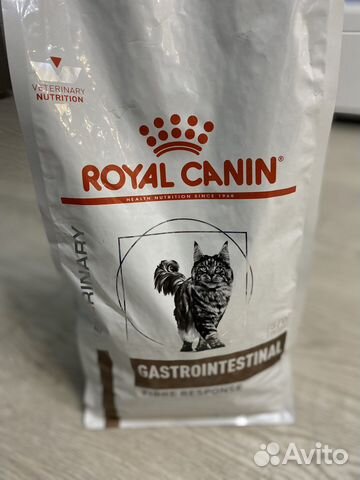 VETERINARY
NUTRITION
ROYAL CANIN®
HEALTH NUTRITION SINCE 1968
GASTROINTESTINAL
FIBRE RESPONSE
Avito